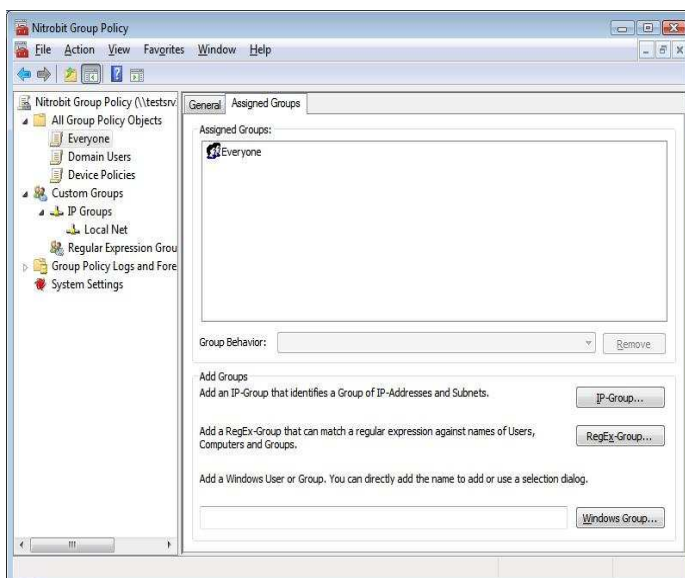 Nitrobit Group Policy
File Action View Favorites Window Help
Nitrobit Group Policy (\\testsrv.
All Group Policy Objects
Everyone
Domain Users
Device Policies
Custom Groups
IP Groups
Local Net
Regular Expression Grou
Group Policy Logs and Fore
System Settings
General Assigned Groups
Assigned Groups:
Everyone
Group Behavior:
Remove
Add Groups
Add an IP-Group that identifies a Group of IP-Addresses and Subnets.
IP-Group...
Add a RegEx-Group that can match a regular expression against names of Users,
Computers and Groups.
RegEx-Group...
Add a Windows User or Group. You can directly add the name to add or use a selection dialog.
Windows Group...